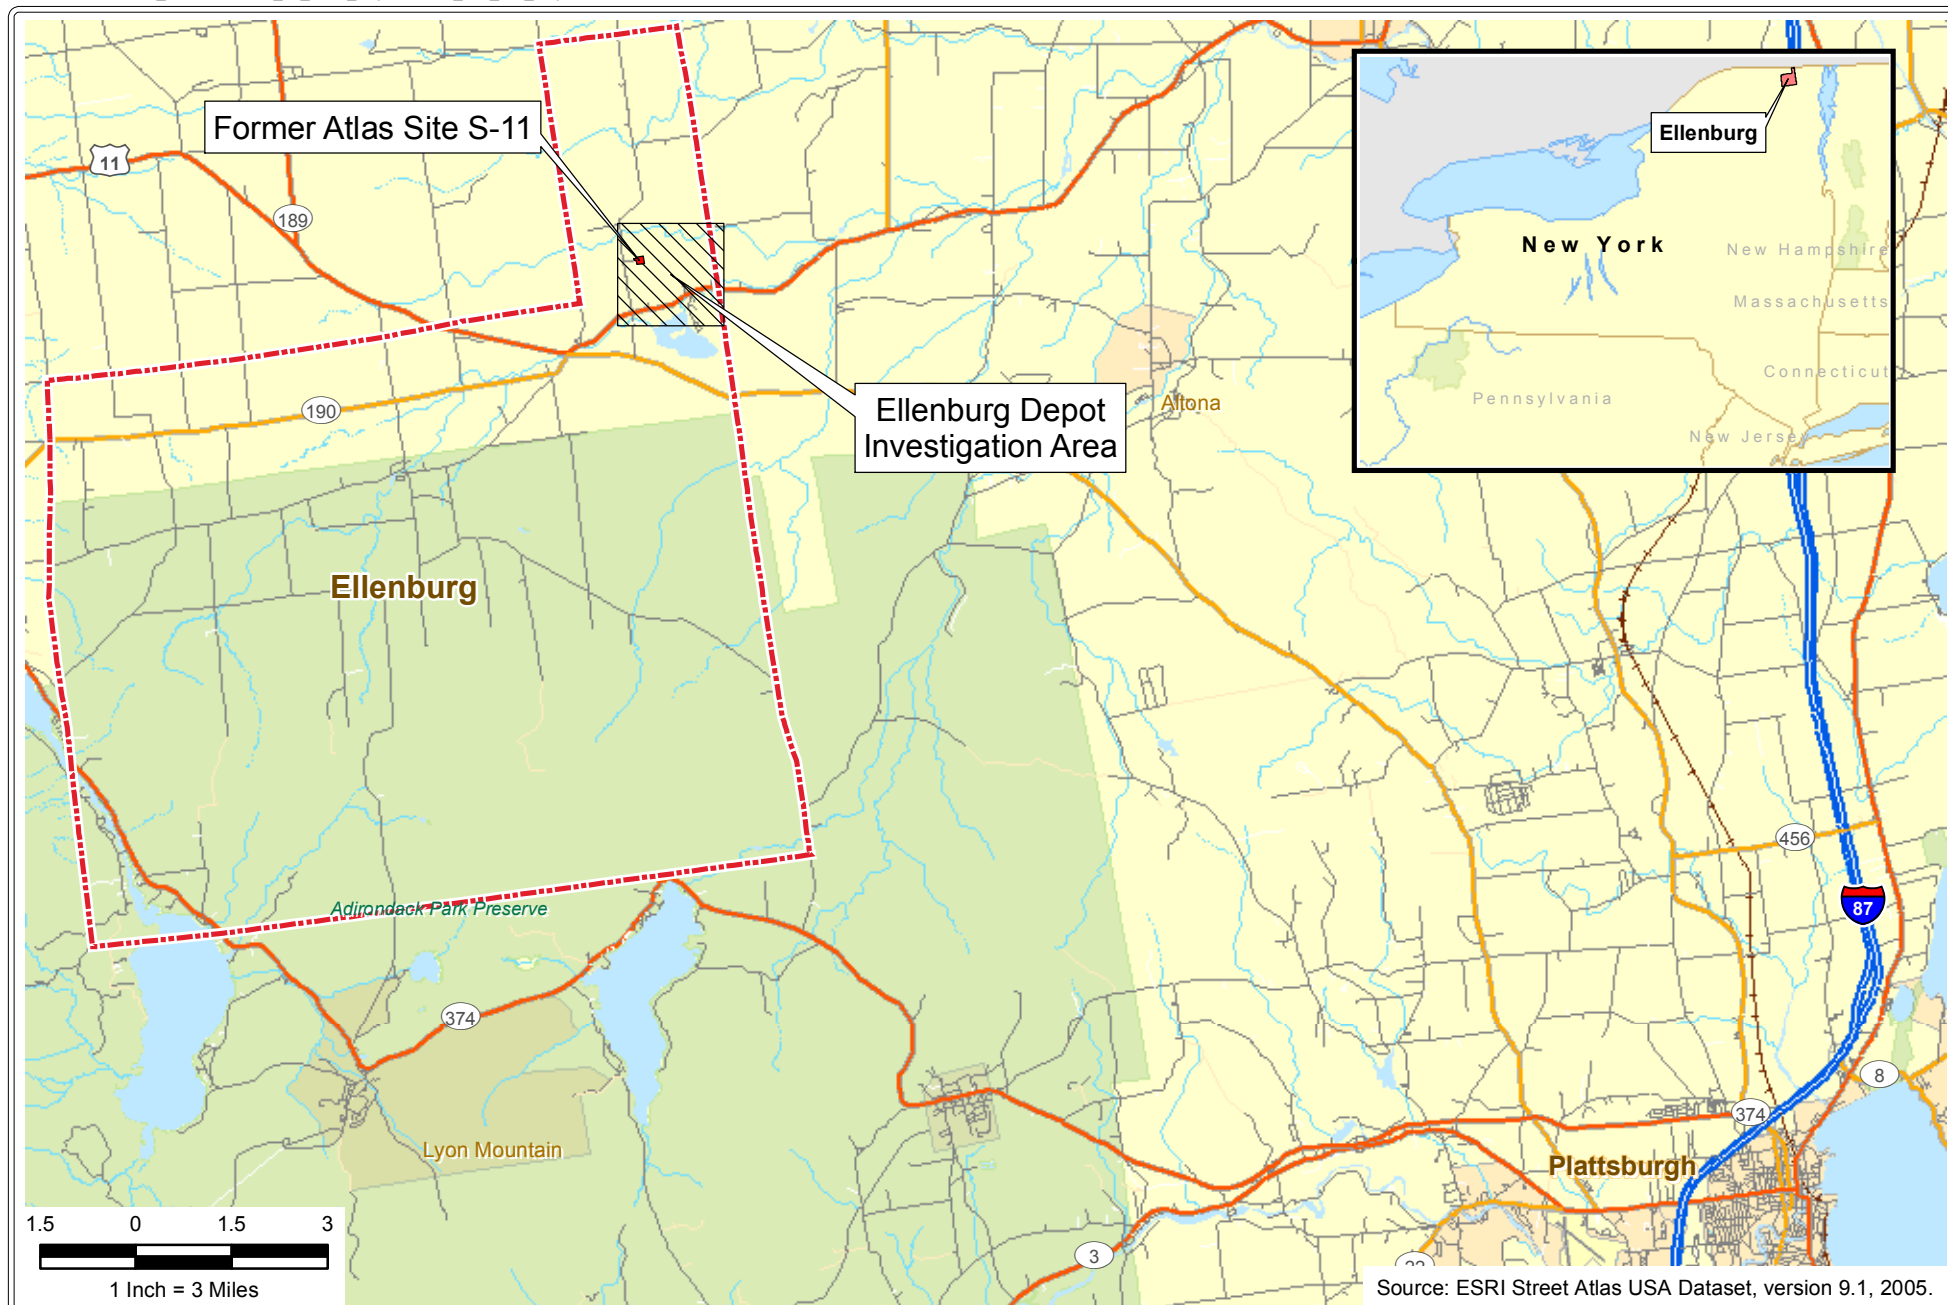 Former Atlas Site S-11
11
189
190
Ellenburg Depot
Investigation Area
Altona
Ellenburg
New York
New Hampshire
Massachusetts
Connecticut
Pennsylvania
New Jersey
Ellenburg
456
87
Adirondack Park Preserve
374
8
374
Lyon Mountain
Plattsburgh
3
1.5 0 1.5 3
1 Inch = 3 Miles
Source: ESRI Street Atlas USA Dataset, version 9.1, 2005.